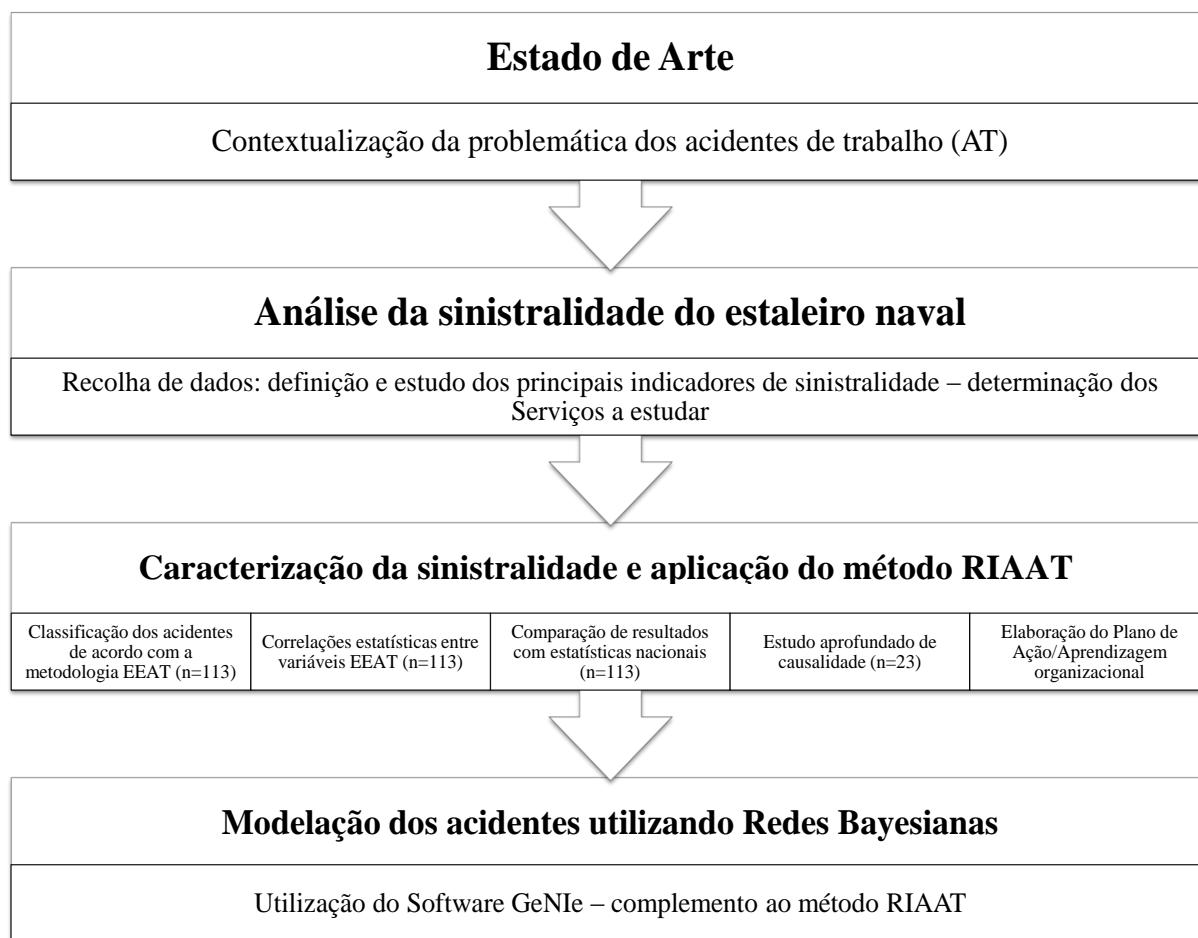 Estado de Arte
Contextualização da problemática dos acidentes de trabalho (AT)
Análise da sinistralidade do estaleiro naval
Recolha de dados: definição e estudo dos principais indicadores de sinistralidade – determinação dos
Serviços a estudar
Caracterização da sinistralidade e aplicação do método RIAAT
Classificação dos acidentes
de acordo com a
metodologia EEAT (n=113)
Correlações estatísticas entre
variáveis EEAT (n=113)
Comparação de resultados
com estatísticas nacionais
(n=113)
Estudo aprofundado de
causalidade (n=23)
Elaboração do Plano de
Ação/Aprendizagem
organizacional
Modelação dos acidentes utilizando Redes Bayesianas
Utilização do Software GeNIe – complemento ao método RIAAT